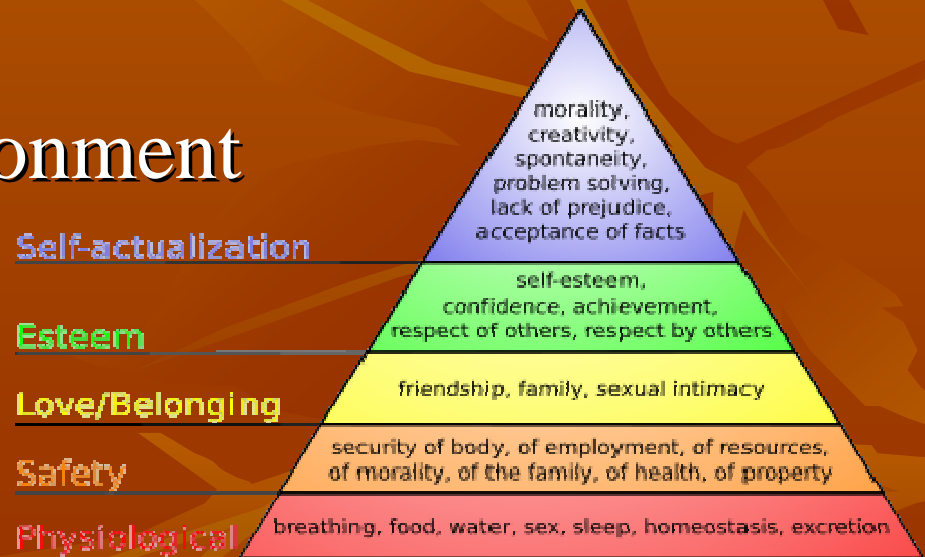 onment
morality,
creativity,
spontaneity,
problem solving,
lack of prejudice,
acceptance of facts
Self-actualization
self-esteem,
confidence, achievement,
respect of others, respect by others
Esteem
friendship, family, sexual intimacy
Love/Belonging
security of body, of employment, of resources,
of morality, of the family, of health, of property
Safety
breathing, food, water, sex, sleep, homeostasis, excretion
Physiological